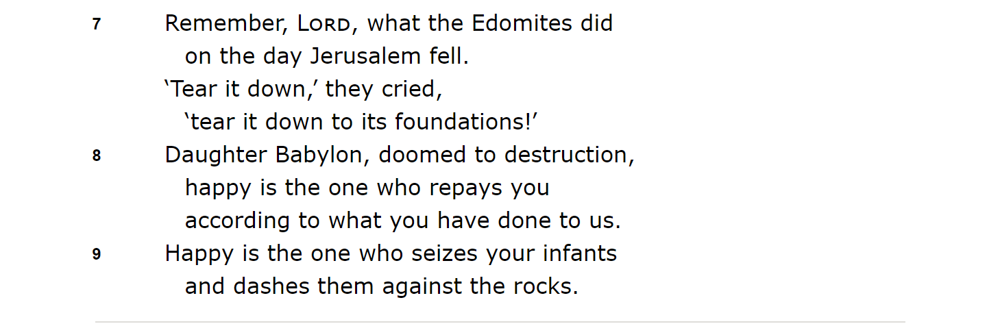 7 Remember, LORD, what the Edomites did
on the day Jerusalem fell.
‘Tear it down,’ they cried,
‘tear it down to its foundations!’
8 Daughter Babylon, doomed to destruction,
happy is the one who repays you
according to what you have done to us.
9 Happy is the one who seizes your infants
and dashes them against the rocks.